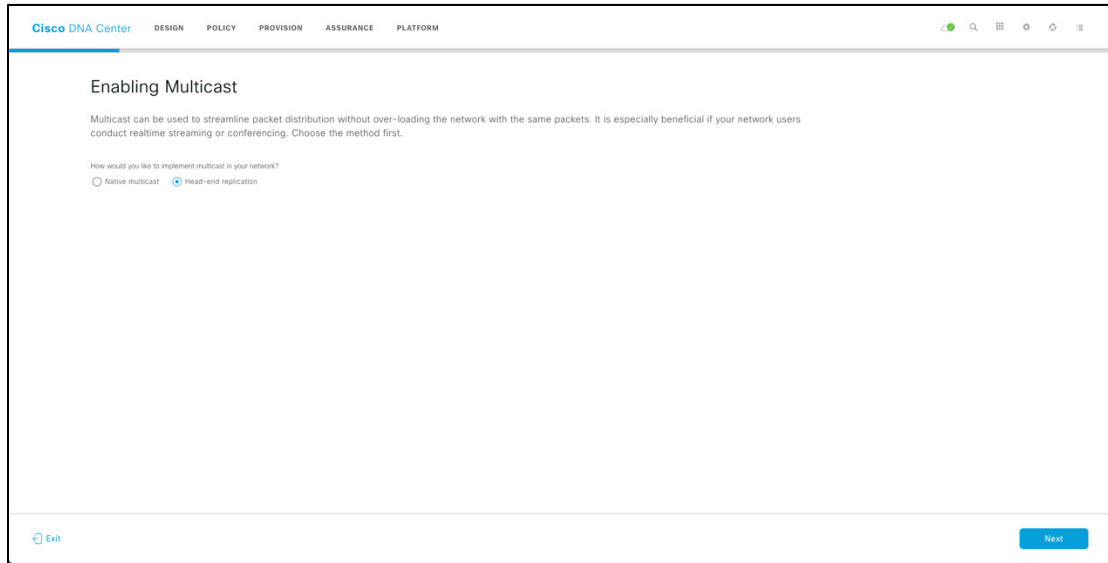 Cisco DNA Center DESIGN POLICY PROVISION ASSURANCE PLATFORM
Enabling Multicast
Multicast can be used to streamline packet distribution without over-loading the network with the same packets. It is especially beneficial if your network users
conduct realtime streaming or conferencing. Choose the method first.
How would you like to implement multicast in your network?
Native multicast Head-end replication
Exit Next